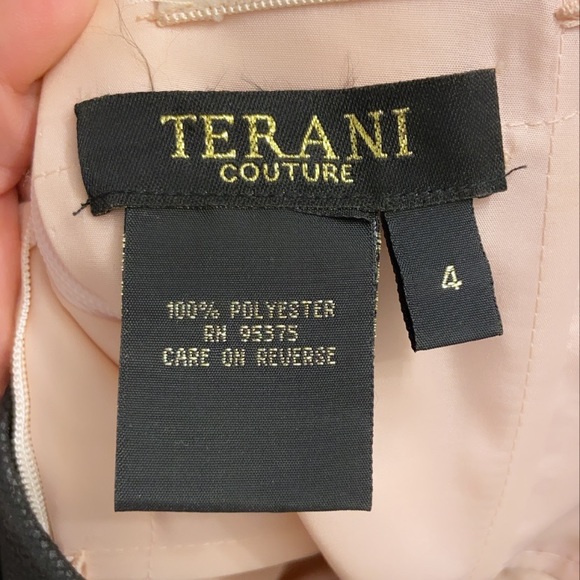 TERANI
COUTURE
4
100% POLYESTER
RN 95375
CARE ON REVERSE